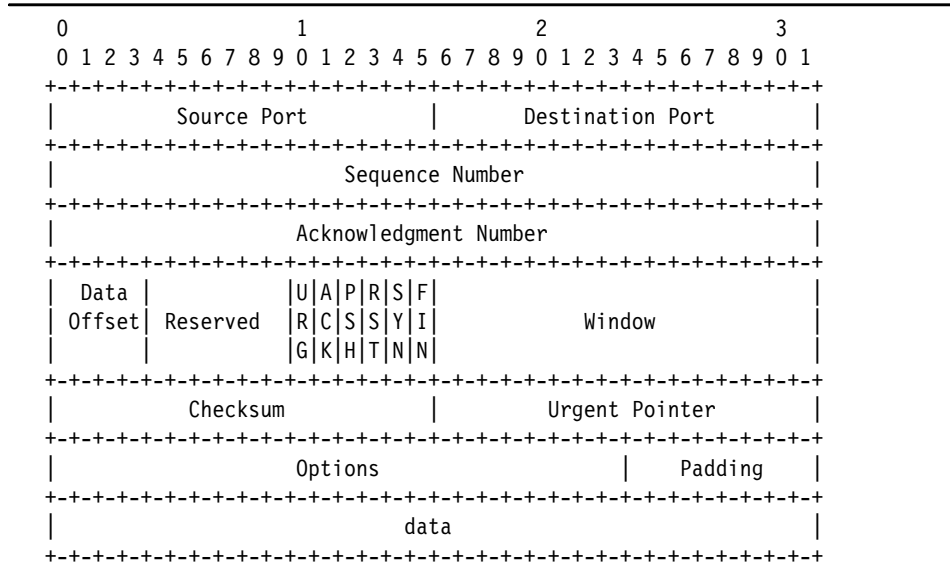 0                   1                   2                   3
 0 1 2 3 4 5 6 7 8 9 0 1 2 3 4 5 6 7 8 9 0 1 2 3 4 5 6 7 8 9 0 1
+-+-+-+-+-+-+-+-+-+-+-+-+-+-+-+-+-+-+-+-+-+-+-+-+-+-+-+-+-+-+-+-+
|          Source Port          |       Destination Port        |
+-+-+-+-+-+-+-+-+-+-+-+-+-+-+-+-+-+-+-+-+-+-+-+-+-+-+-+-+-+-+-+-+
|                        Sequence Number                        |
+-+-+-+-+-+-+-+-+-+-+-+-+-+-+-+-+-+-+-+-+-+-+-+-+-+-+-+-+-+-+-+-+
|                    Acknowledgment Number                      |
+-+-+-+-+-+-+-+-+-+-+-+-+-+-+-+-+-+-+-+-+-+-+-+-+-+-+-+-+-+-+-+-+
|  Data |           |U|A|P|R|S|F|                               |
| Offset| Reserved  |R|C|S|S|Y|I|            Window             |
|       |           |G|K|H|T|N|N|                               |
+-+-+-+-+-+-+-+-+-+-+-+-+-+-+-+-+-+-+-+-+-+-+-+-+-+-+-+-+-+-+-+-+
|           Checksum            |         Urgent Pointer        |
+-+-+-+-+-+-+-+-+-+-+-+-+-+-+-+-+-+-+-+-+-+-+-+-+-+-+-+-+-+-+-+-+
|                    Options                    |    Padding    |
+-+-+-+-+-+-+-+-+-+-+-+-+-+-+-+-+-+-+-+-+-+-+-+-+-+-+-+-+-+-+-+-+
|                             data                              |
+-+-+-+-+-+-+-+-+-+-+-+-+-+-+-+-+-+-+-+-+-+-+-+-+-+-+-+-+-+-+-+-+